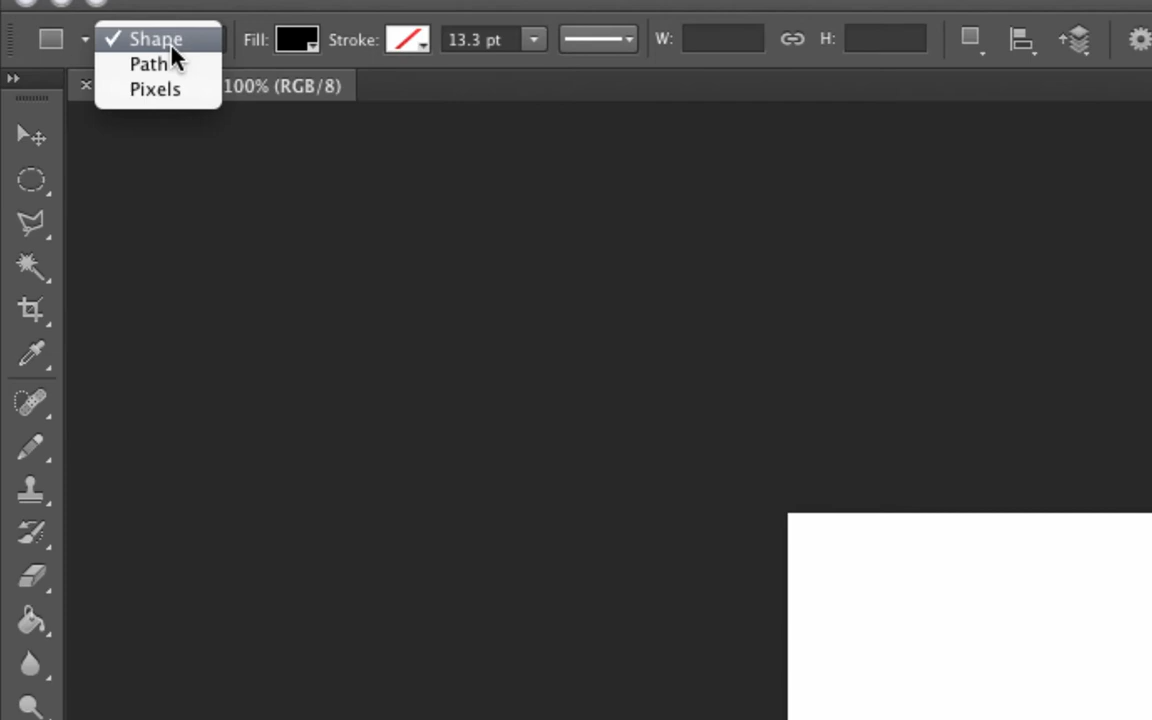 ✓ Shape Fill: Stroke: 13.3 pt W: H:
Path
× 100% (RGB/8)
Pixels